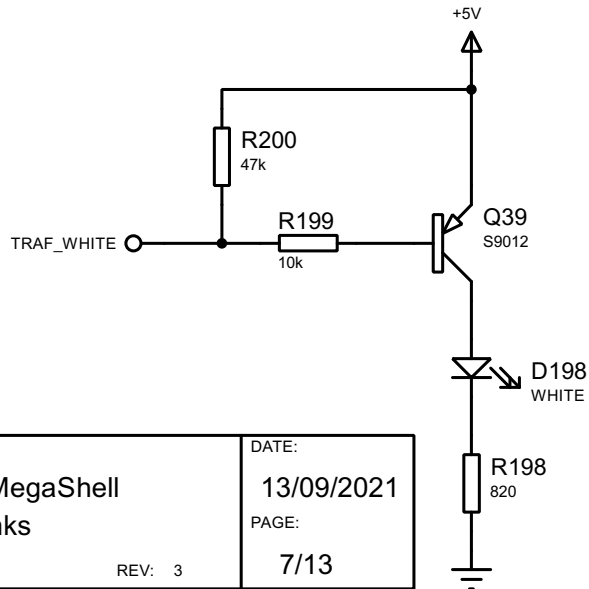 +5V
R200
47k
TRAF_WHITE
R199
10k
Q39
S9012
D198
WHITE
R198
820
MegaShell
DATE:
13/09/2021
PAGE:
7/13
REV: 3